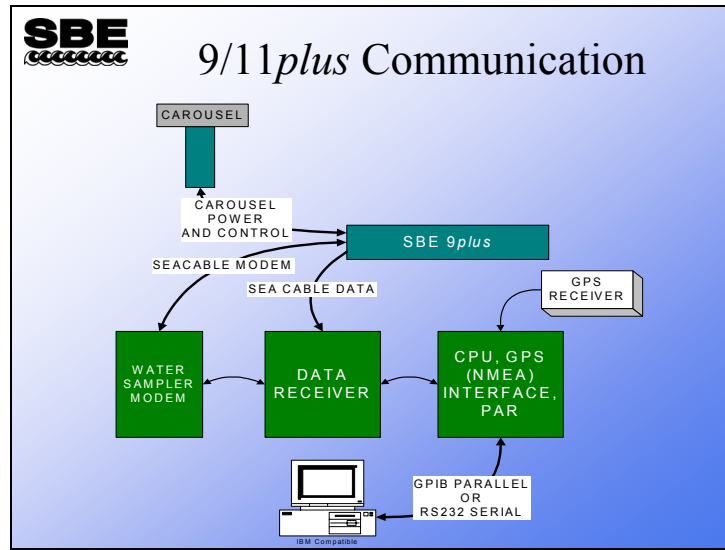 SBE
9/11plus Communication
CAROUSEL
CAROUSEL
POWER
AND CONTROL
SBE 9plus
SEACABLE MODEM
SEA CABLE DATA
GPS
RECEIVER
WATER
SAMPLER
MODEM
DATA
RECEIVER
CPU, GPS
(NMEA)
INTERFACE,
PAR
GPIB PARALLEL
OR
RS232 SERIAL
IBM Compatible